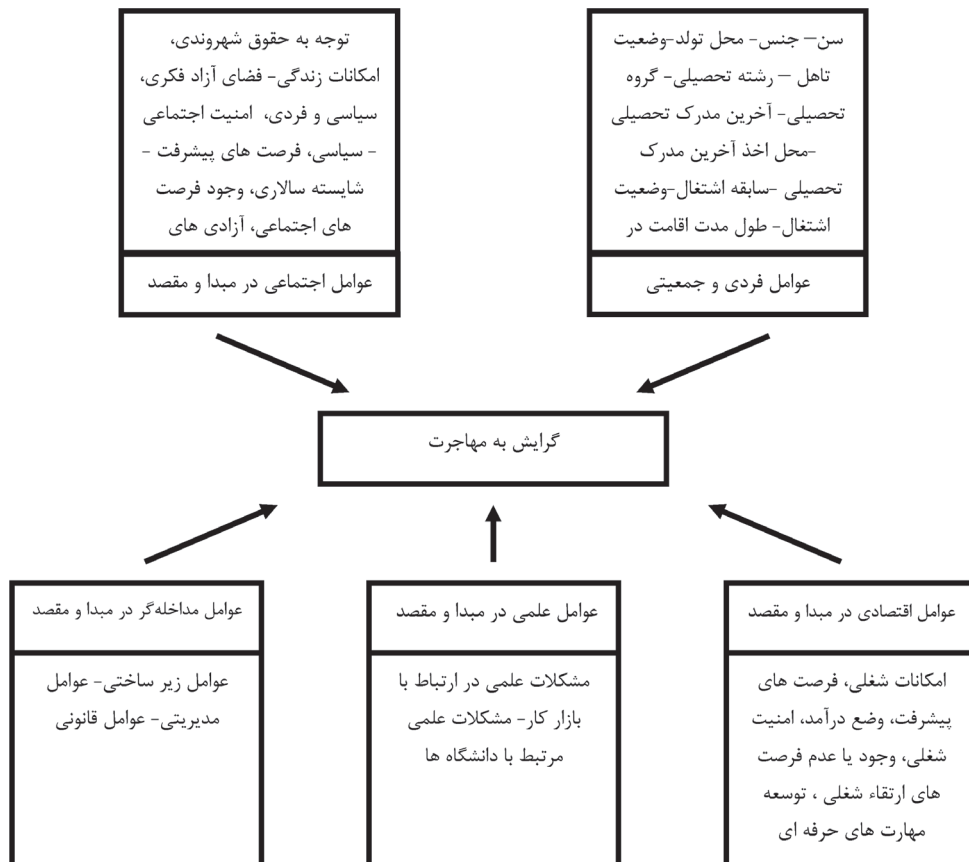 سن– جنس- محل تولد-وضعیت
تاهل – رشته تحصیلی- گروه
تحصیلی- آخرین مدرک تحصیلی
-محل اخذ آخرین مدرک
تحصیلی -سابقه اشتغال-وضعیت
اشتغال- طول مدت اقامت در
عوامل فردی و جمعیتی
توجه به حقوق شهروندی،
امکانات زندگی- فضای آزاد فکری،
سیاسی و فردی، امنیت اجتماعی
- سیاسی، فرصت های پیشرفت -
شایسته سالاری، وجود فرصت
های اجتماعی، آزادی های
عوامل اجتماعی در مبدا و مقصد
گرایش به مهاجرت
عوامل اقتصادی در مبدا و مقصد
امکانات شغلی، فرصت های
پیشرفت، وضع درآمد، امنیت
شغلی، وجود یا عدم فرصت
های ارتقاء شغلی ، توسعه
مهارت های حرفه ای
عوامل علمی در مبدا و مقصد
مشکلات علمی در ارتباط با
بازار کار- مشکلات علمی
مرتبط با دانشگاه ها
عوامل مداخله‌گر در مبدا و مقصد
عوامل زیر ساختی- عوامل
مدیریتی- عوامل قانونی